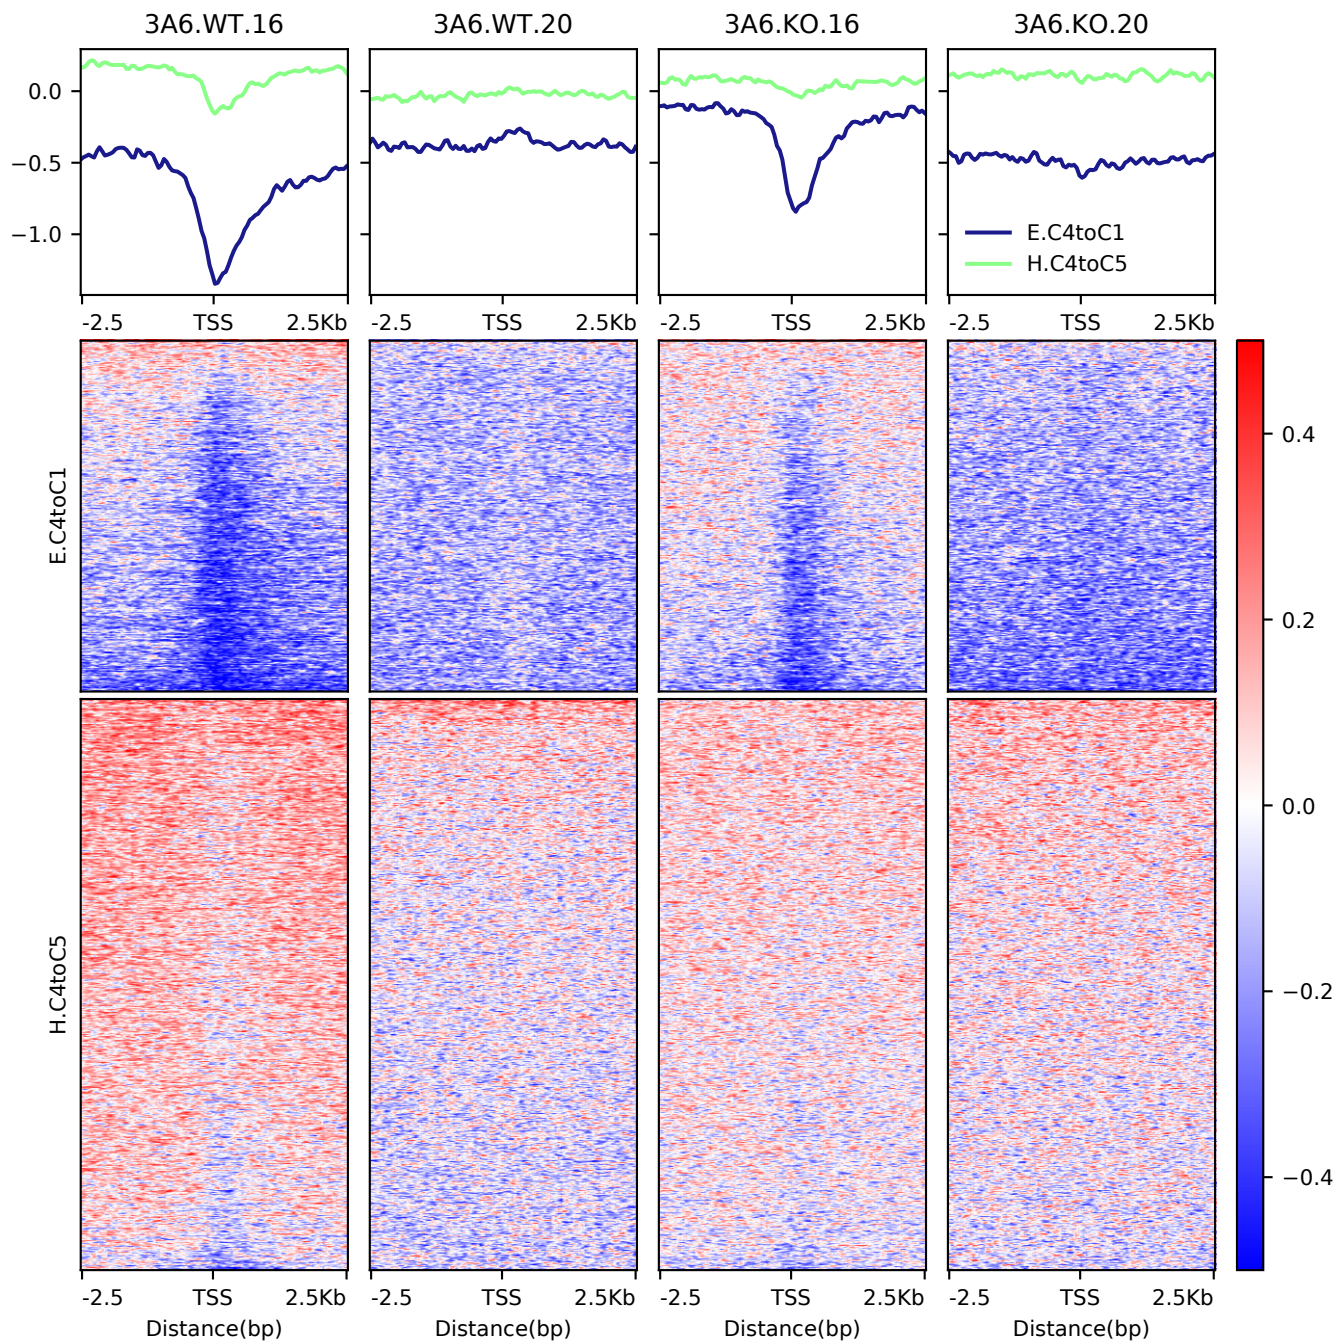 3A6.WT.16 3A6.WT.20 3A6.KO.16 3A6.KO.20
0.0
−0.5
−1.0
E.C4toC1
H.C4toC5
-2.5 TSS 2.5Kb -2.5 TSS 2.5Kb -2.5 TSS 2.5Kb -2.5 TSS 2.5Kb
E.C4toC1
H.C4toC5
0.4
0.2
0.0
−0.2
−0.4
-2.5 TSS 2.5Kb -2.5 TSS 2.5Kb -2.5 TSS 2.5Kb -2.5 TSS 2.5Kb
Distance(bp) Distance(bp) Distance(bp) Distance(bp)